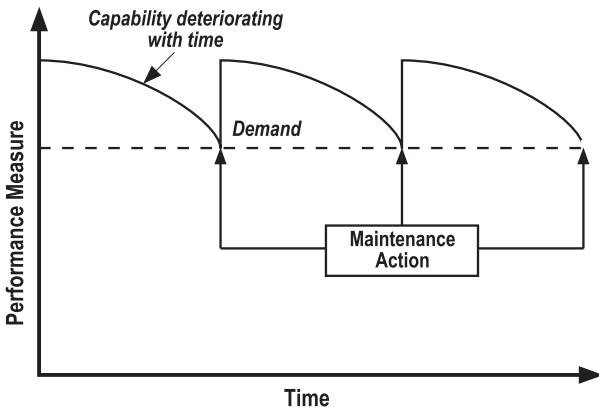 Capability deteriorating
with time
Demand
Maintenance
Action
Performance Measure
Time